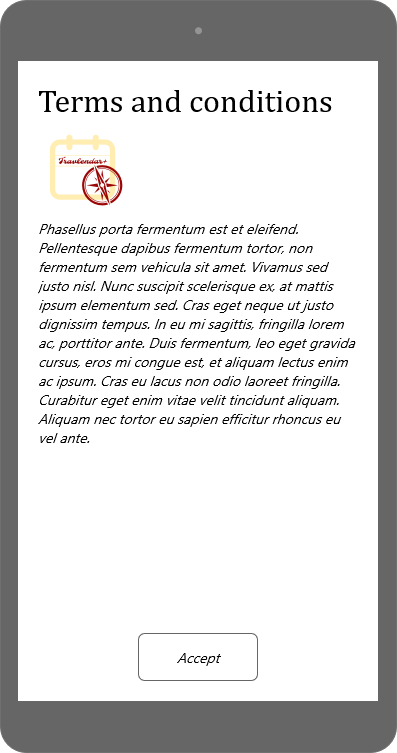 Terms and conditions
Travlendar+
Phasellus porta fermentum est et eleifend.
Pellentesque dapibus fermentum tortor, non
fermentum sem vehicula sit amet. Vivamus sed
justo nisl. Nunc suscipit scelerisque ex, at mattis
ipsum elementum sed. Cras eget neque ut justo
dignissim tempus. In eu mi sagittis, fringilla lorem
ac, porttitor ante. Duis fermentum, leo eget gravida
cursus, eros mi congue est, et aliquam lectus enim
ac ipsum. Cras eu lacus non odio laoreet fringilla.
Curabitur eget enim vitae velit tincidunt aliquam.
Aliquam nec tortor eu sapien efficitur rhoncus eu
vel ante.
Accept